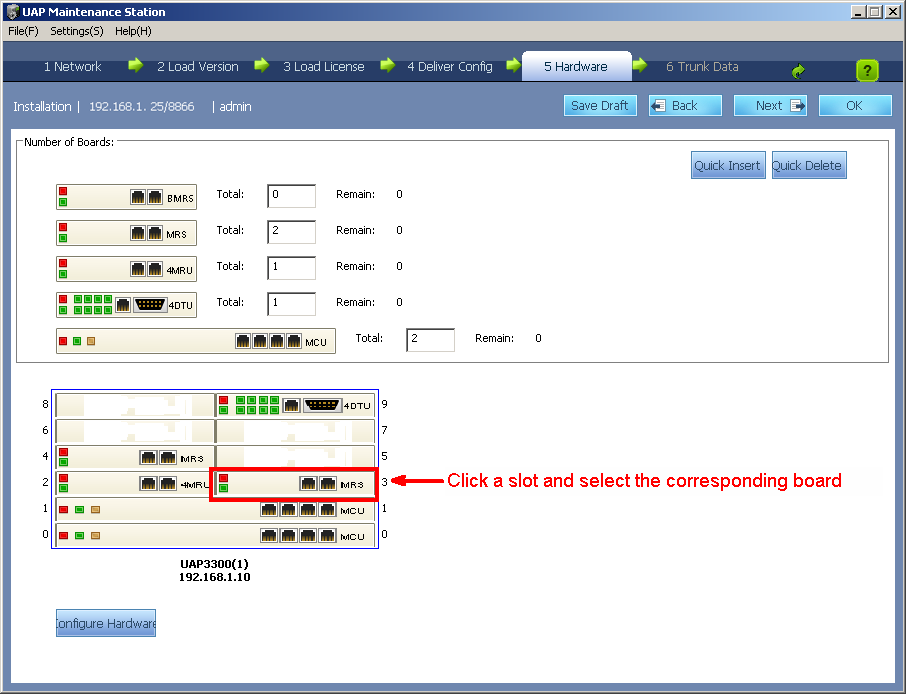 UAP Maintenance Station
File(F) Settings(S) Help(H)
1 Network 2 Load Version 3 Load License 4 Deliver Config 5 Hardware 6 Trunk Data ?
Installation | 192.168.1. 25/8866 | admin Save Draft Back Next OK
Number of Boards:
Quick Insert Quick Delete
BMRS Total: 0 Remain: 0
MRS Total: 2 Remain: 0
4MRU Total: 1 Remain: 0
4DTU Total: 1 Remain: 0
MCU Total: 2 Remain: 0
8 4DTU 9
6 7
4 MRS 5
2 4MRU MRS 3 Click a slot and select the corresponding board
1 MCU 1
0 MCU 0
UAP3300(1)
192.168.1.10
Configure Hardware